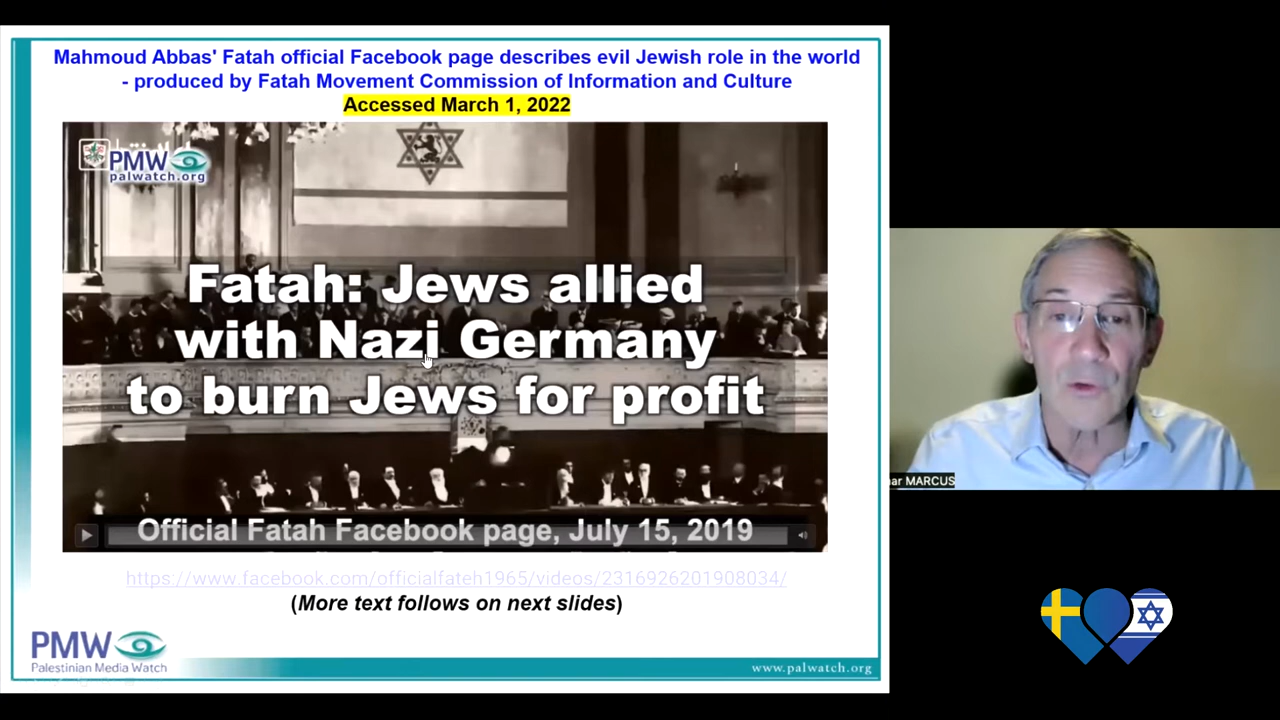 Mahmoud Abbas' Fatah official Facebook page describes evil Jewish role in the world
- produced by Fatah Movement Commission of Information and Culture
Accessed March 1, 2022
PMW
palwatch.org
Fatah: Jews allied
with Nazi Germany
to burn Jews for profit
Official Fatah Facebook page, July 15, 2019
https://www.facebook.com/officialfateh1965/videos/2316926201908034/
(More text follows on next slides)
PMW
Palestinian Media Watch
www.palwatch.org
MARCUS